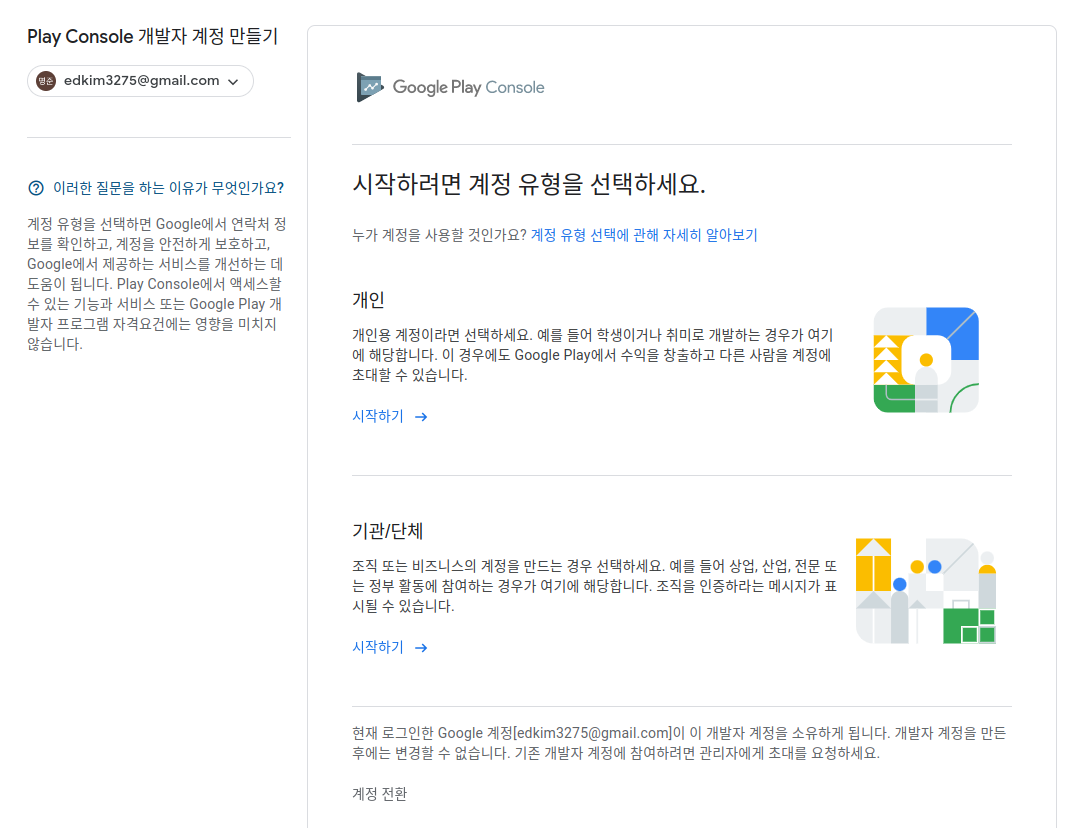 Play Console 개발자 계정 만들기
명준 edkim3275@gmail.com
이러한 질문을 하는 이유가 무엇인가요?
계정 유형을 선택하면 Google에서 연락처 정
보를 확인하고, 계정을 안전하게 보호하고,
Google에서 제공하는 서비스를 개선하는 데
도움이 됩니다. Play Console에서 액세스할
수 있는 기능과 서비스 또는 Google Play 개
발자 프로그램 자격요건에는 영향을 미치지
않습니다.
Google Play Console
시작하려면 계정 유형을 선택하세요.
누가 계정을 사용할 것인가요? 계정 유형 선택에 관해 자세히 알아보기
개인
개인용 계정이라면 선택하세요. 예를 들어 학생이거나 취미로 개발하는 경우가 여기
에 해당합니다. 이 경우에도 Google Play에서 수익을 창출하고 다른 사람을 계정에
초대할 수 있습니다.
시작하기 →
기관/단체
조직 또는 비즈니스의 계정을 만드는 경우 선택하세요. 예를 들어 상업, 산업, 전문 또
는 정부 활동에 참여하는 경우가 여기에 해당합니다. 조직을 인증하라는 메시지가 표
시될 수 있습니다.
시작하기 →
현재 로그인한 Google 계정[edkim3275@gmail.com]이 이 개발자 계정을 소유하게 됩니다. 개발자 계정을 만든
후에는 변경할 수 없습니다. 기존 개발자 계정에 참여하려면 관리자에게 초대를 요청하세요.
계정 전환